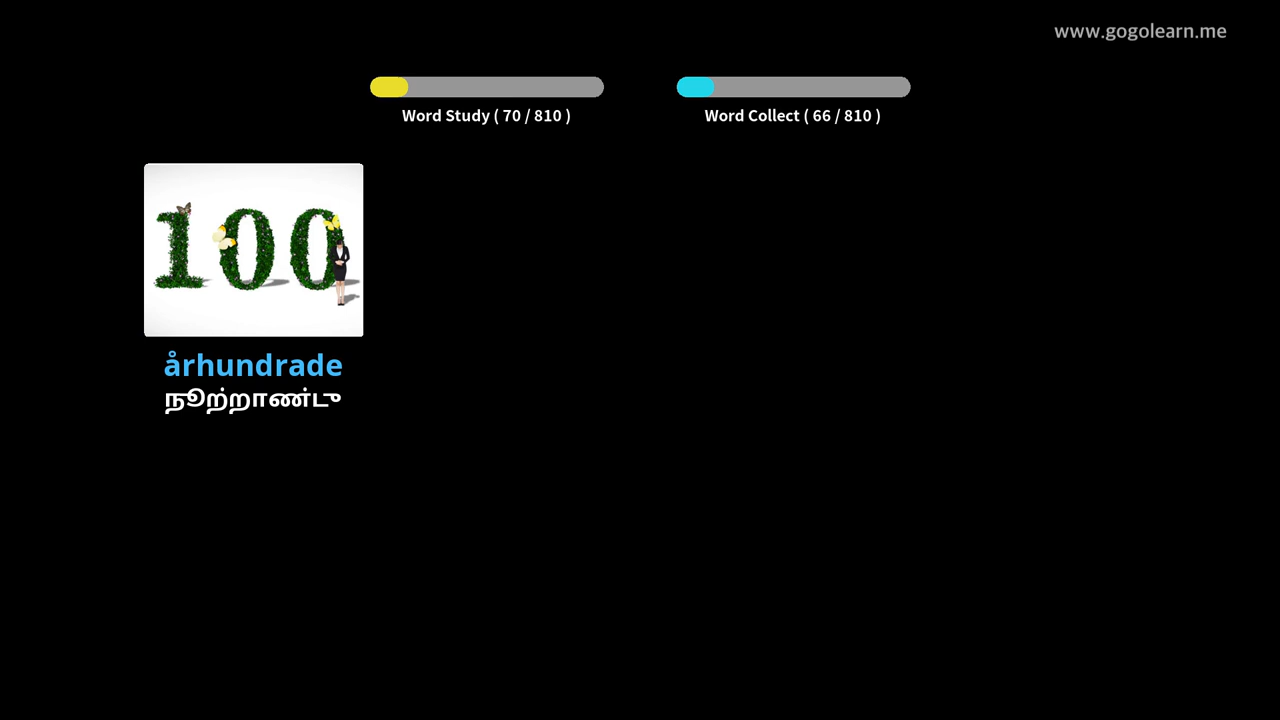 www.gogolearn.me
Word Study ( 70 / 810 )
Word Collect ( 66 / 810 )
100
århundrade
நூற்றாண்டு